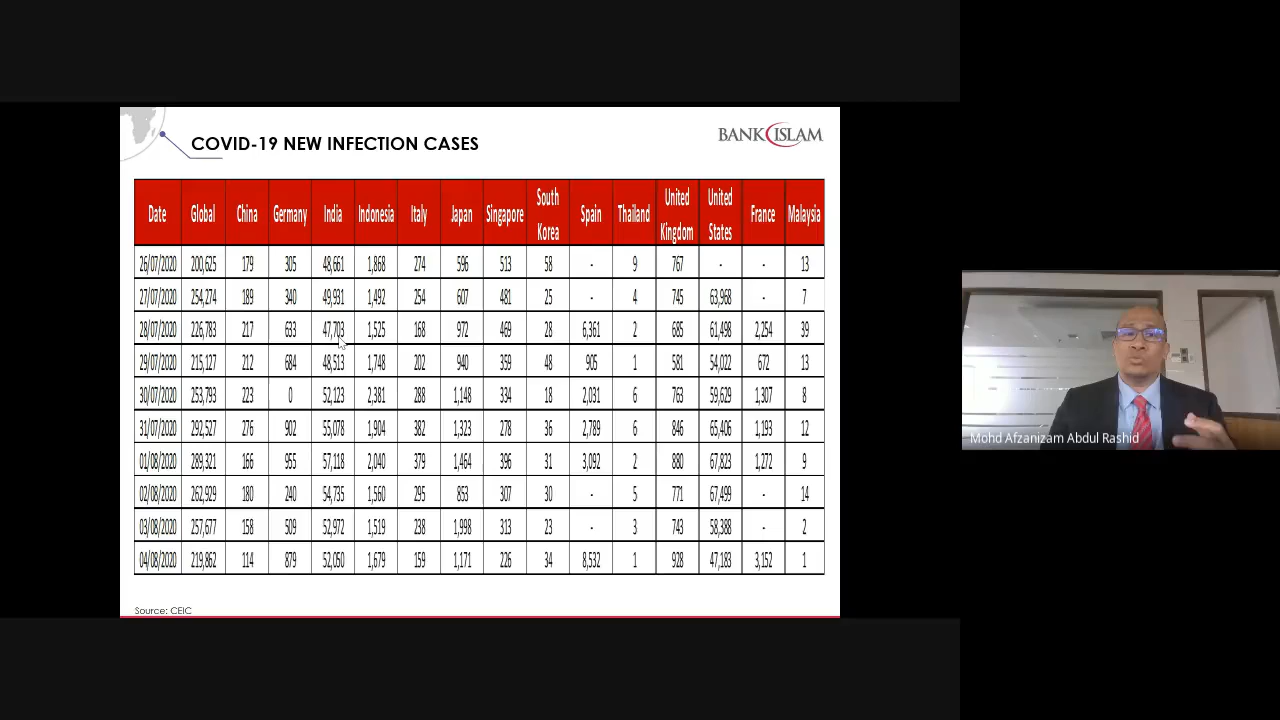 COVID-19 NEW INFECTION CASES
BANK ISLAM
Date Global China Germany India Indonesia Italy Japan Singapore South Korea Spain Thailand United Kingdom United States France Malaysia
26/07/2020 200,625 179 305 48,661 1,868 274 596 513 58 - 9 767 - - 13
27/07/2020 254,274 189 340 49,931 1,492 254 607 481 25 - 4 745 63,968 - 7
28/07/2020 226,783 217 633 47,703 1,525 168 972 469 28 6,361 2 685 61,498 2,254 39
29/07/2020 215,127 212 684 48,513 1,748 202 940 359 48 905 1 581 54,022 672 13
30/07/2020 253,793 223 0 52,123 2,381 288 1,148 334 18 2,031 6 763 59,629 1,307 8
31/07/2020 292,527 276 902 55,078 1,904 382 1,323 278 36 2,789 6 846 65,406 1,193 12
01/08/2020 289,321 166 955 57,118 2,040 379 1,464 396 31 3,092 2 880 67,823 1,272 9
02/08/2020 262,929 180 240 54,735 1,560 295 853 307 30 - 5 771 67,499 - 14
03/08/2020 257,677 158 509 52,972 1,519 238 1,998 313 23 - 3 743 58,388 - 2
04/08/2020 219,862 114 879 52,050 1,679 159 1,171 226 34 8,532 1 928 47,183 3,152 1
Source: CEIC
Mohd Afzanizam Abdul Rashid